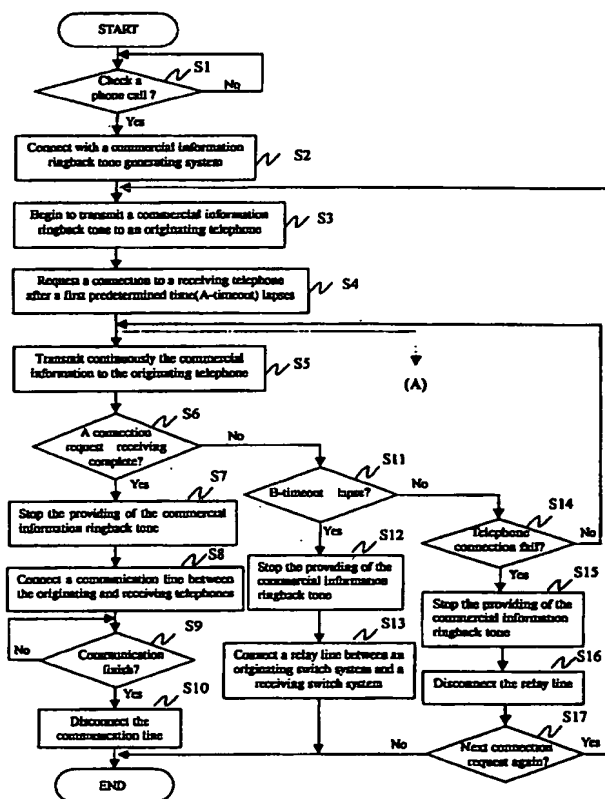 START
S1
Check a
phone call ?
No
Yes
Connect with a commercial information
ringback tone generating system
S2
Begin to transmit a commercial information
ringback tone to an originating telephone
S3
Request a connection to a receiving telephone
after a first predetermined time(A-timeout) lapses
S4
Transmit continuously the commercial
information to the originating telephone
S5
(A)
S6
A connection
request receiving
complete?
No
Yes
S7
Stop the providing of the commercial
information ringback tone
S8
Connect a communication line between
the originating and receiving telephones
S9
Communication
finish?
No
Yes
S10
Disconnect the
communication line
END
S11
B-timeout lapse?
No
Yes
S12
Stop the providing of the
commercial information
ringback tone
S13
Connect a relay line between an
originating switch system and a
receiving switch system
S14
Telephone
connection fail?
No
Yes
S15
Stop the providing of the
commercial information
ringback tone
S16
Disconnect the relay line
S17
Next connection
request again?
No
Yes